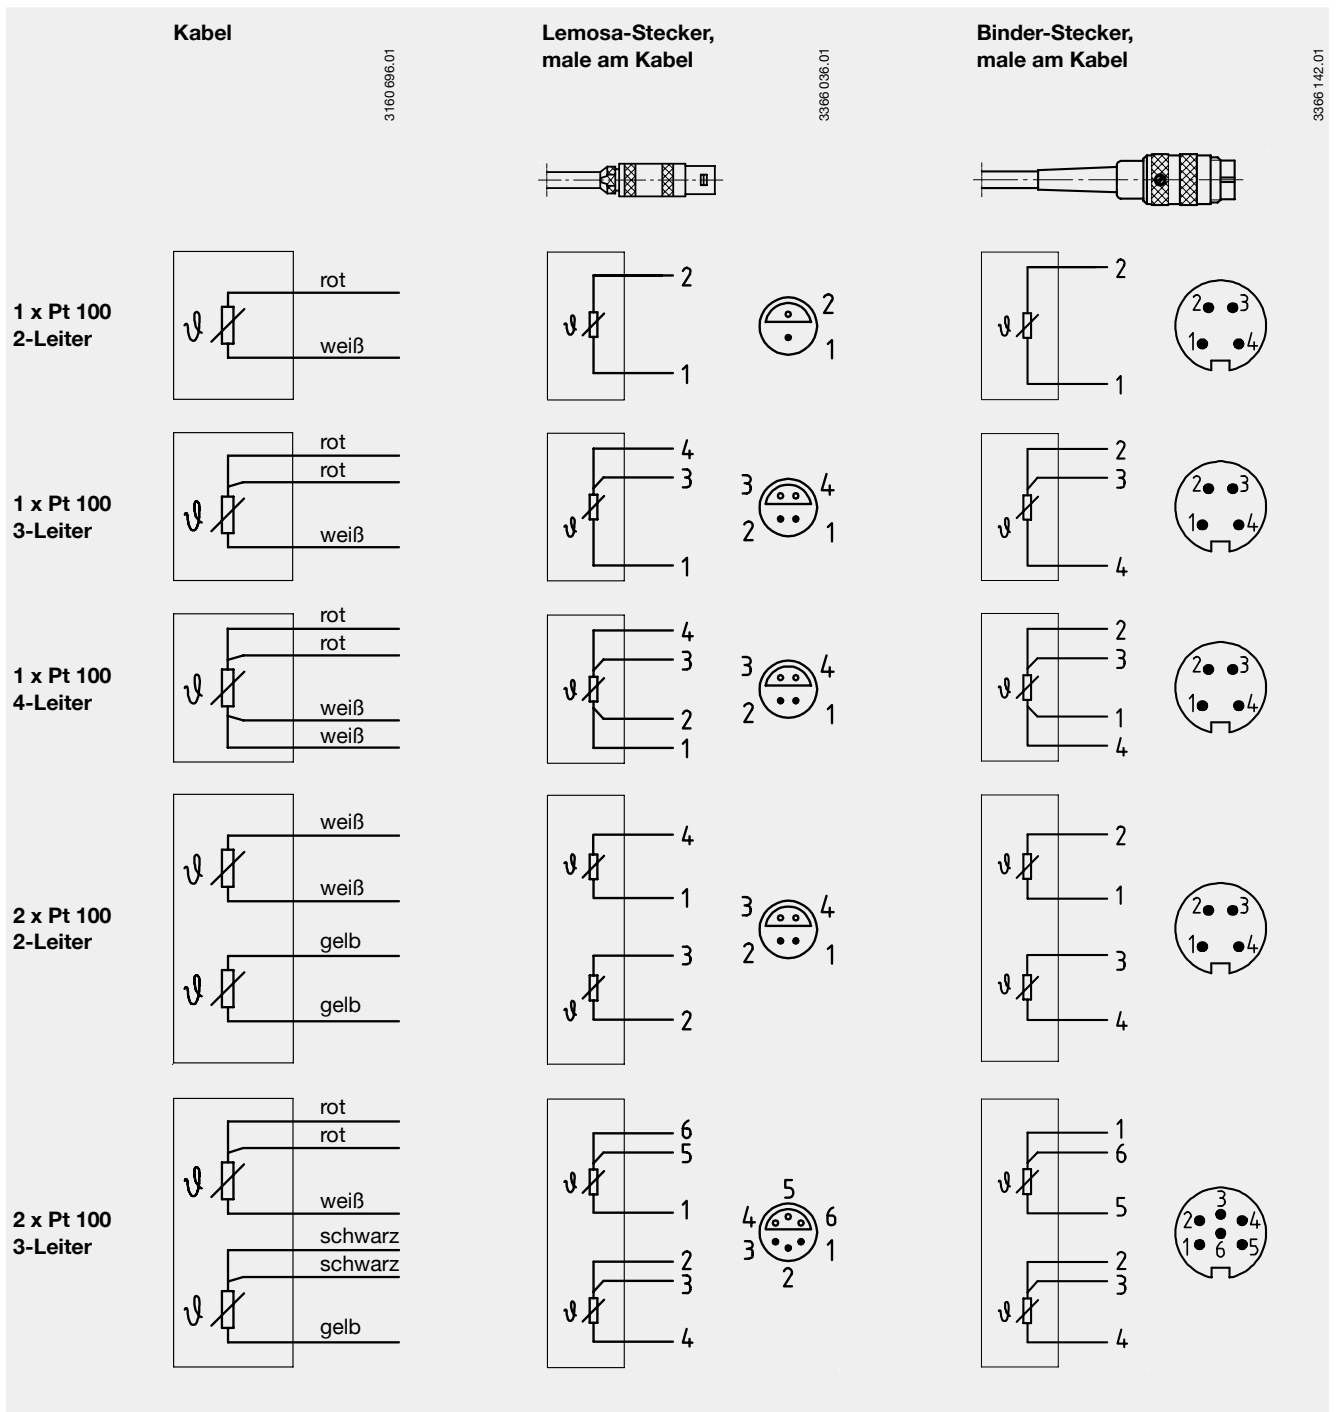 Kabel
3160 696.01
Lemosa-Stecker,
male am Kabel
3366 036.01
Binder-Stecker,
male am Kabel
3366 142.01
1 x Pt 100
2-Leiter
ϑ
rot
weiß
ϑ
2
1
2
1
ϑ
2
1
2
3
1
4
1 x Pt 100
3-Leiter
ϑ
rot
rot
weiß
ϑ
4
3
1
3
4
2
1
ϑ
2
3
4
2
3
1
4
1 x Pt 100
4-Leiter
ϑ
rot
rot
weiß
weiß
ϑ
4
3
2
1
3
4
2
1
ϑ
2
3
1
4
2
3
1
4
2 x Pt 100
2-Leiter
ϑ
weiß
weiß
ϑ
gelb
gelb
ϑ
4
1
ϑ
3
2
3
4
2
1
ϑ
2
1
ϑ
3
4
2
3
1
4
2 x Pt 100
3-Leiter
ϑ
rot
rot
weiß
ϑ
schwarz
schwarz
gelb
ϑ
6
5
1
ϑ
2
3
4
5
4
6
3
1
2
ϑ
1
6
5
ϑ
2
3
4
3
2
4
1
6
5